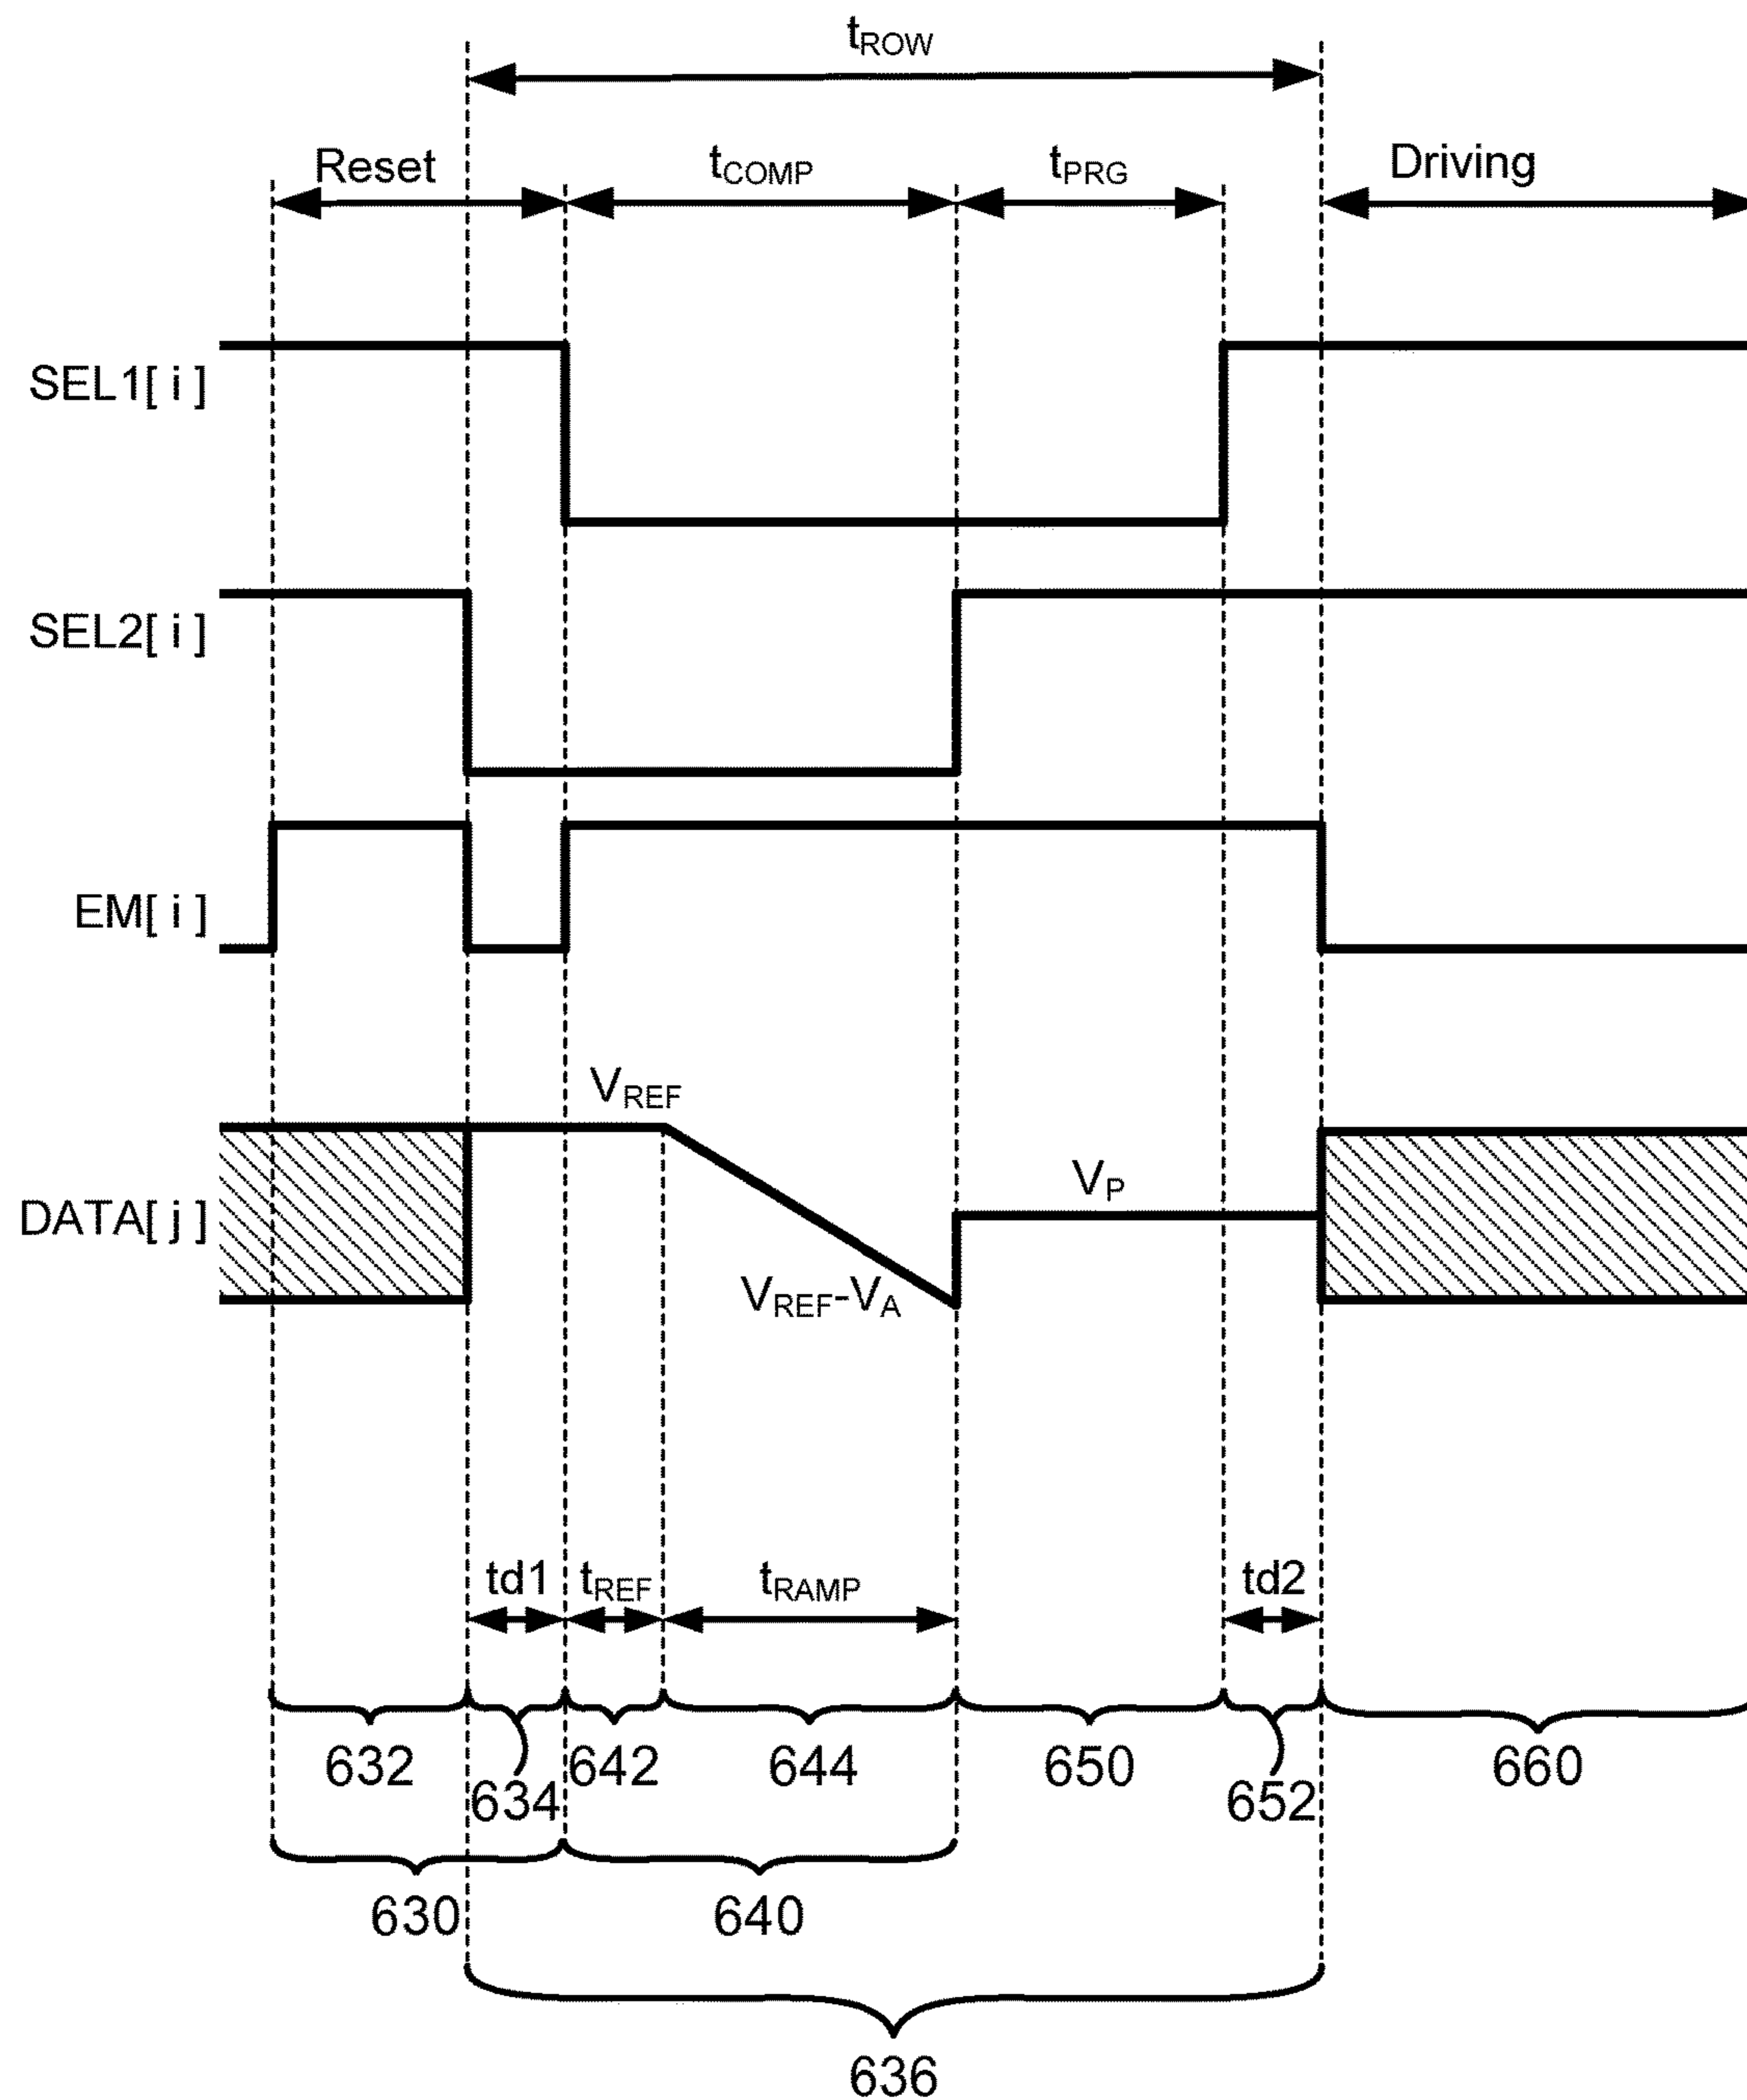 tROW
Reset
tCOMP
tPRG
Driving
SEL1[ i ]
SEL2[ i ]
EM[ i ]
VREF
DATA[ j ]
VP
VREF-VA
td1
tREF
tRAMP
td2
632
634
642
644
650
652
660
630
640
636